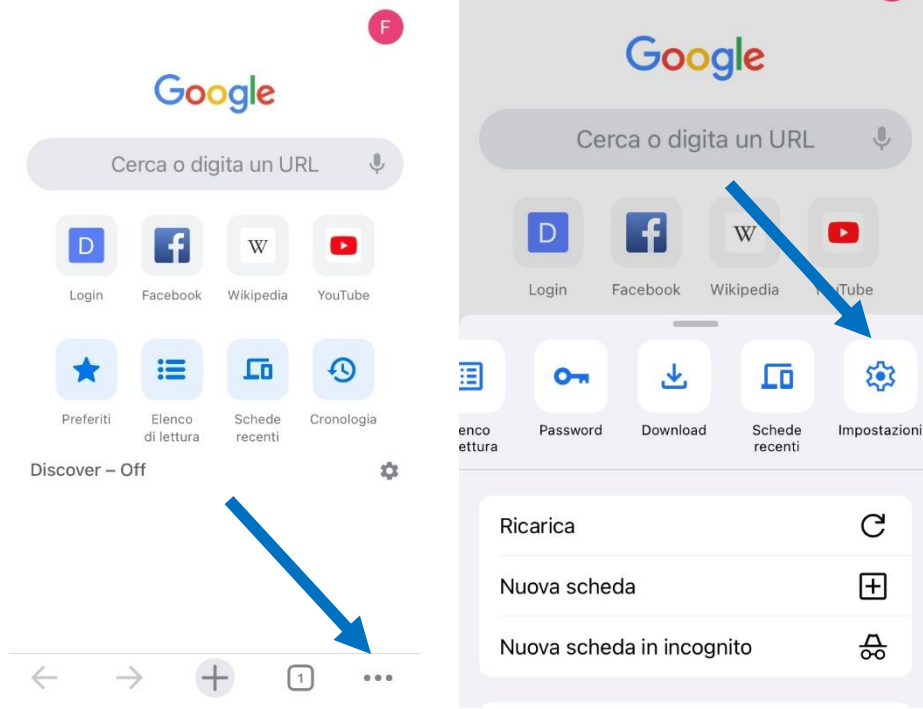 F
Google
Cerca o digita un URL
D
W
Login
Facebook
Wikipedia
YouTube
Preferiti
Elenco
di lettura
Schede
recenti
Cronologia
Discover – Off
1
Google
Cerca o digita un URL
D
W
Login
Facebook
Wikipedia
Tube
enco
ettura
Password
Download
Schede
recenti
Impostazioni
Ricarica
Nuova scheda
Nuova scheda in incognito